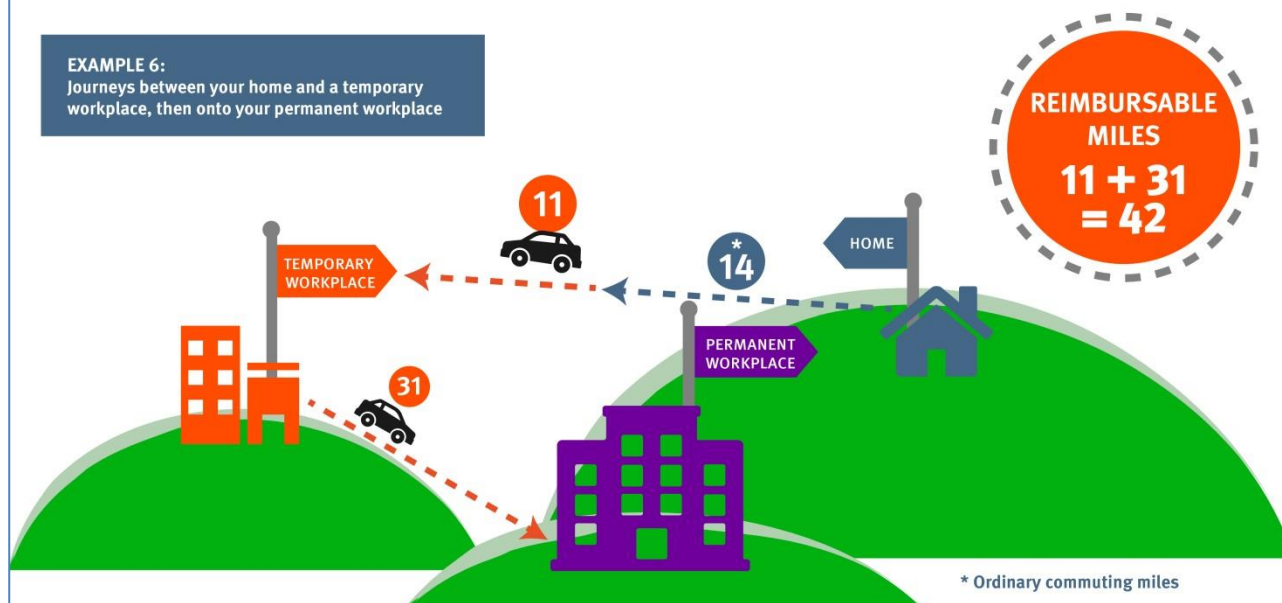 EXAMPLE 6:
Journeys between your home and a temporary
workplace, then onto your permanent workplace
REIMBURSABLE
MILES
11 + 31
= 42
11
*
14
HOME
TEMPORARY
WORKPLACE
PERMANENT
WORKPLACE
31
* Ordinary commuting miles